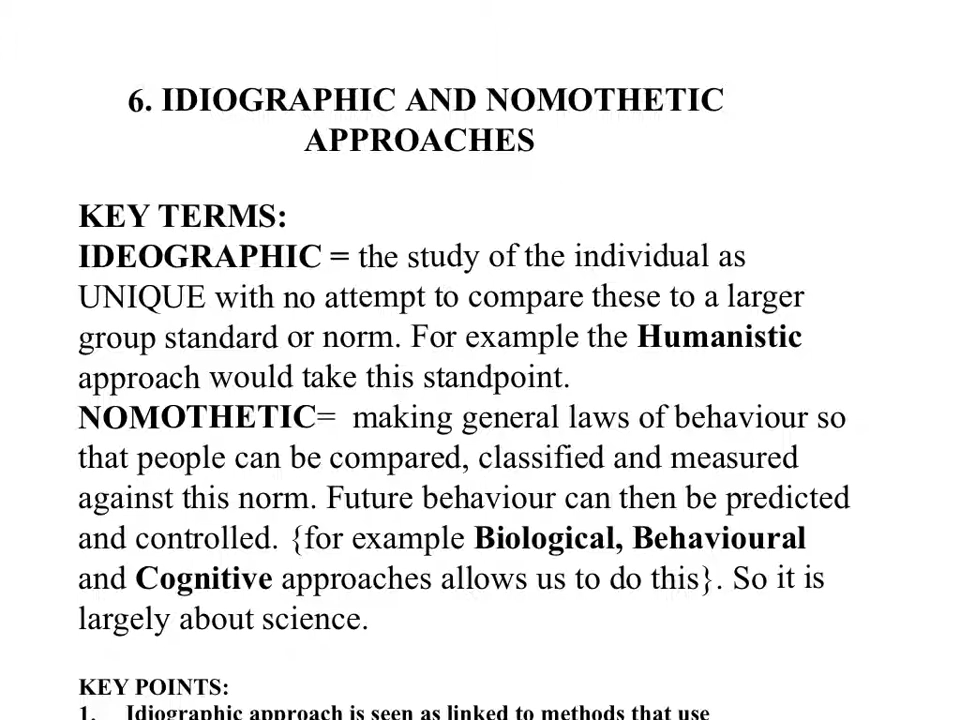 6. IDIOGRAPHIC AND NOMOTHETIC
APPROACHES
KEY TERMS:
IDEOGRAPHIC = the study of the individual as
UNIQUE with no attempt to compare these to a larger
group standard or norm. For example the Humanistic
approach would take this standpoint.
NOMOTHETIC=  making general laws of behaviour so
that people can be compared, classified and measured
against this norm. Future behaviour can then be predicted
and controlled. {for example Biological, Behavioural
and Cognitive approaches allows us to do this}. So it is
largely about science.
KEY POINTS:
1. Idiographic approach is seen as linked to methods that use